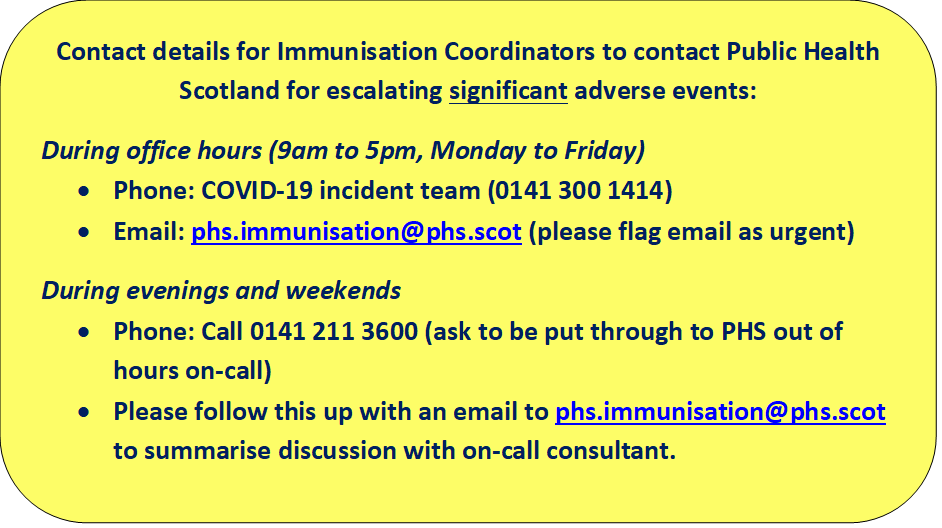 Contact details for Immunisation Coordinators to contact Public Health
Scotland for escalating significant adverse events:
During office hours (9am to 5pm, Monday to Friday)
• Phone: COVID-19 incident team (0141 300 1414)
• Email: phs.immunisation@phs.scot (please flag email as urgent)
During evenings and weekends
• Phone: Call 0141 211 3600 (ask to be put through to PHS out of
hours on-call)
• Please follow this up with an email to phs.immunisation@phs.scot
to summarise discussion with on-call consultant.